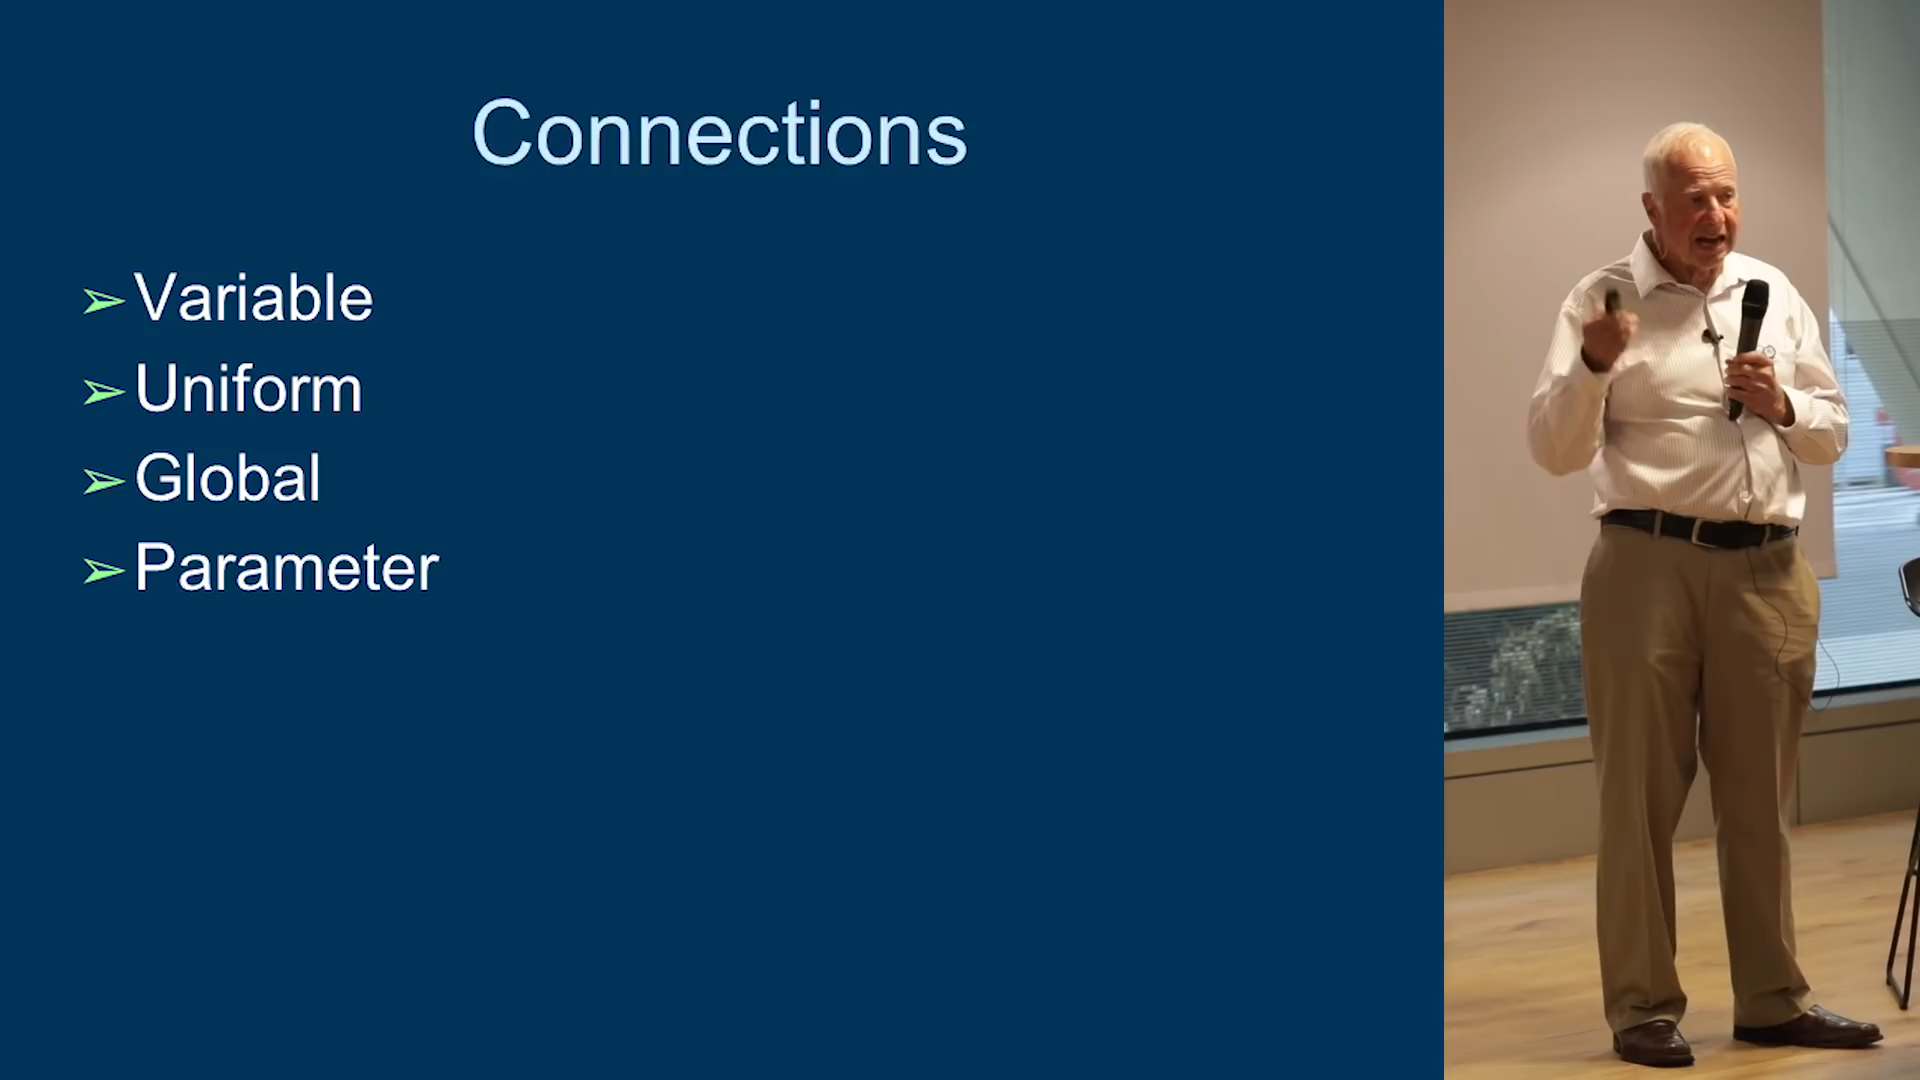 Connections
Variable
Uniform
Global
Parameter